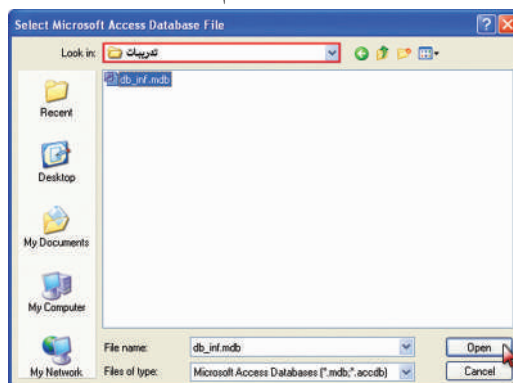 Select Microsoft Access Database File
Look in: تدريبات
db_inf.mdb
Recent
Desktop
My Documents
My Computer
My Network
File name: db_inf.mdb Open
Files of type: Microsoft Access Databases (*.mdb;*.accdb) Cancel